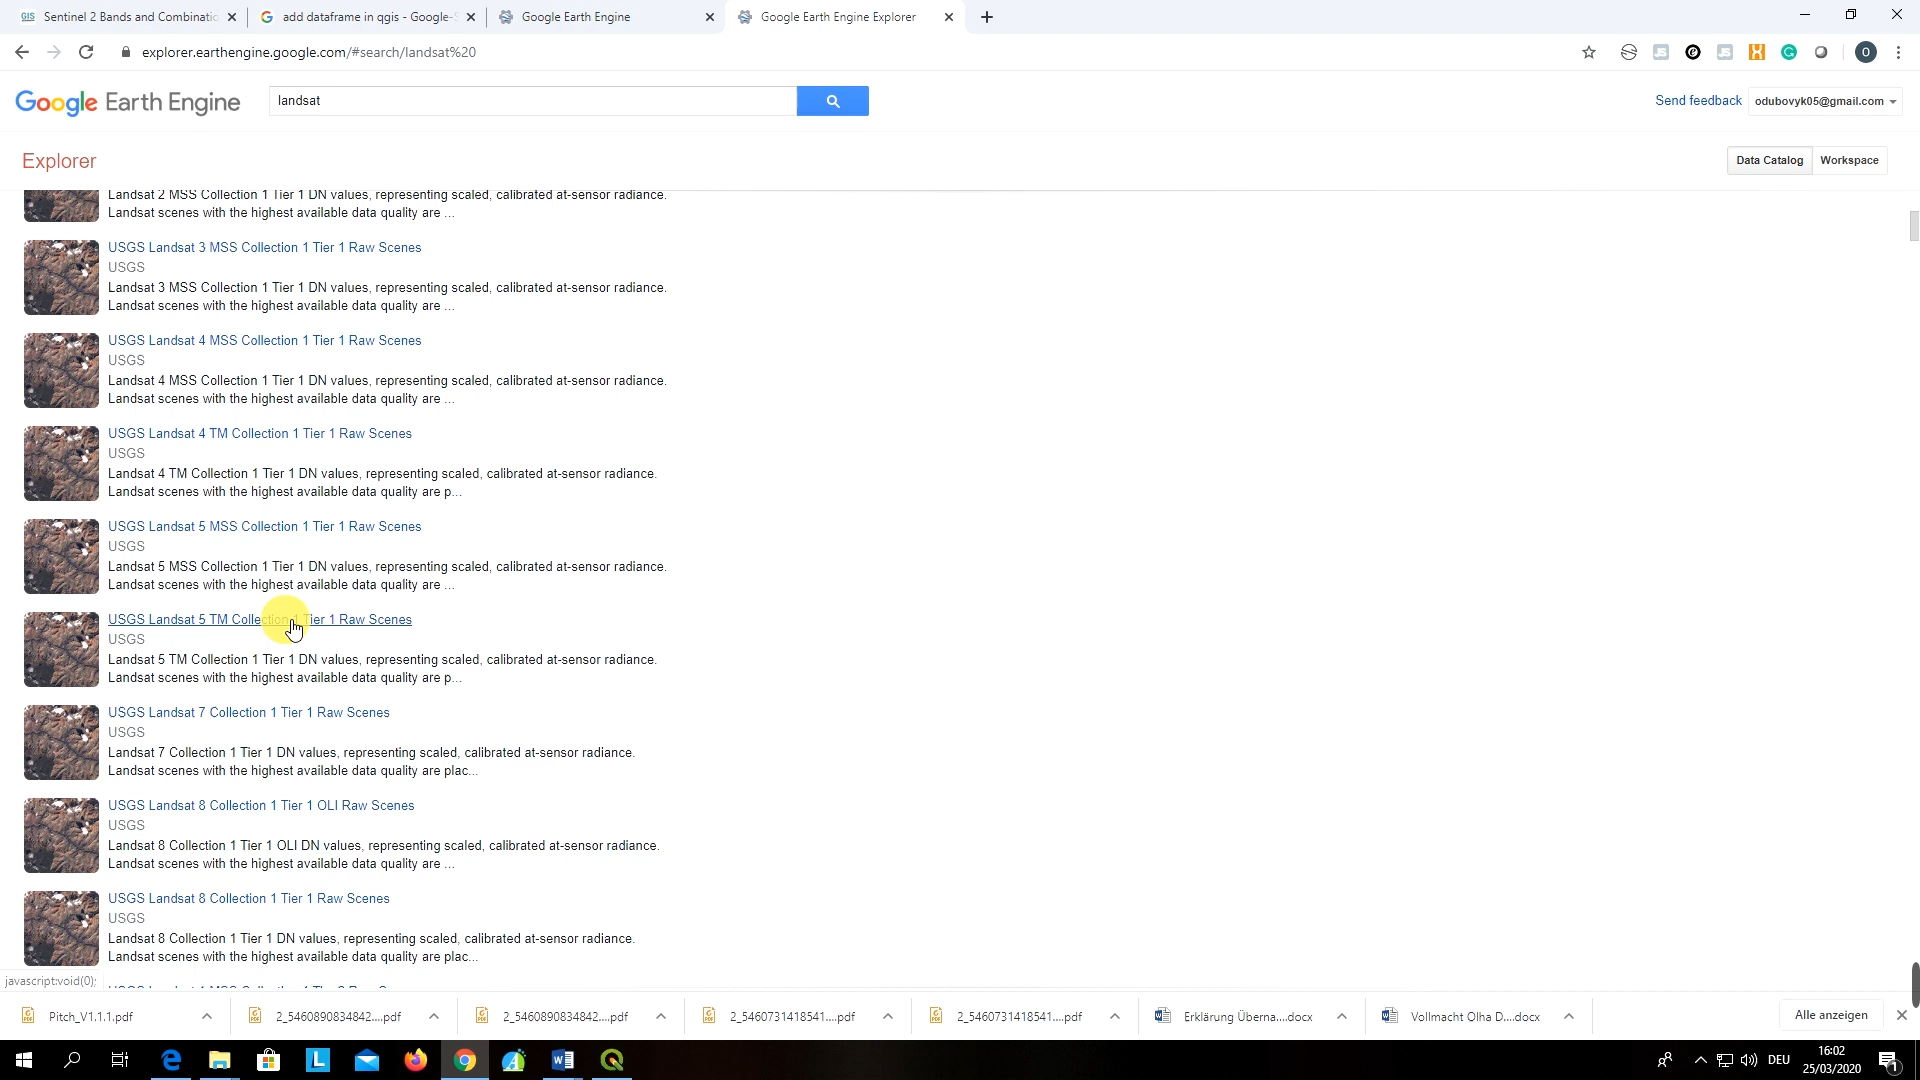 Sentinel 2 Bands and Combinatio
add dataframe in qgis - Google-S
Google Earth Engine
Google Earth Engine Explorer
explorer.earthengine.google.com/#search/landsat%20
O
Google Earth Engine
landsat
Send feedback
odubovyk05@gmail.com
Explorer
Data Catalog
Workspace
Landsat 2 MSS Collection 1 Tier 1 DN values, representing scaled, calibrated at-sensor radiance.
Landsat scenes with the highest available data quality are ...
USGS Landsat 3 MSS Collection 1 Tier 1 Raw Scenes
USGS
Landsat 3 MSS Collection 1 Tier 1 DN values, representing scaled, calibrated at-sensor radiance.
Landsat scenes with the highest available data quality are ...
USGS Landsat 4 MSS Collection 1 Tier 1 Raw Scenes
USGS
Landsat 4 MSS Collection 1 Tier 1 DN values, representing scaled, calibrated at-sensor radiance.
Landsat scenes with the highest available data quality are ...
USGS Landsat 4 TM Collection 1 Tier 1 Raw Scenes
USGS
Landsat 4 TM Collection 1 Tier 1 DN values, representing scaled, calibrated at-sensor radiance.
Landsat scenes with the highest available data quality are p...
USGS Landsat 5 MSS Collection 1 Tier 1 Raw Scenes
USGS
Landsat 5 MSS Collection 1 Tier 1 DN values, representing scaled, calibrated at-sensor radiance.
Landsat scenes with the highest available data quality are ...
USGS Landsat 5 TM Collection 1 Tier 1 Raw Scenes
USGS
Landsat 5 TM Collection 1 Tier 1 DN values, representing scaled, calibrated at-sensor radiance.
Landsat scenes with the highest available data quality are p...
USGS Landsat 7 Collection 1 Tier 1 Raw Scenes
USGS
Landsat 7 Collection 1 Tier 1 DN values, representing scaled, calibrated at-sensor radiance.
Landsat scenes with the highest available data quality are plac...
USGS Landsat 8 Collection 1 Tier 1 OLI Raw Scenes
USGS
Landsat 8 Collection 1 Tier 1 OLI DN values, representing scaled, calibrated at-sensor radiance.
Landsat scenes with the highest available data quality are ...
USGS Landsat 8 Collection 1 Tier 1 Raw Scenes
USGS
Landsat 8 Collection 1 Tier 1 DN values, representing scaled, calibrated at-sensor radiance.
Landsat scenes with the highest available data quality are plac...
javascript:void(0);
Pitch_V1.1.1.pdf
2_5460890834842....pdf
2_5460890834842....pdf
2_5460731418541....pdf
2_5460731418541....pdf
Erklärung Überna....docx
Vollmacht Olha D....docx
Alle anzeigen
DEU
16:02
25/03/2020
1